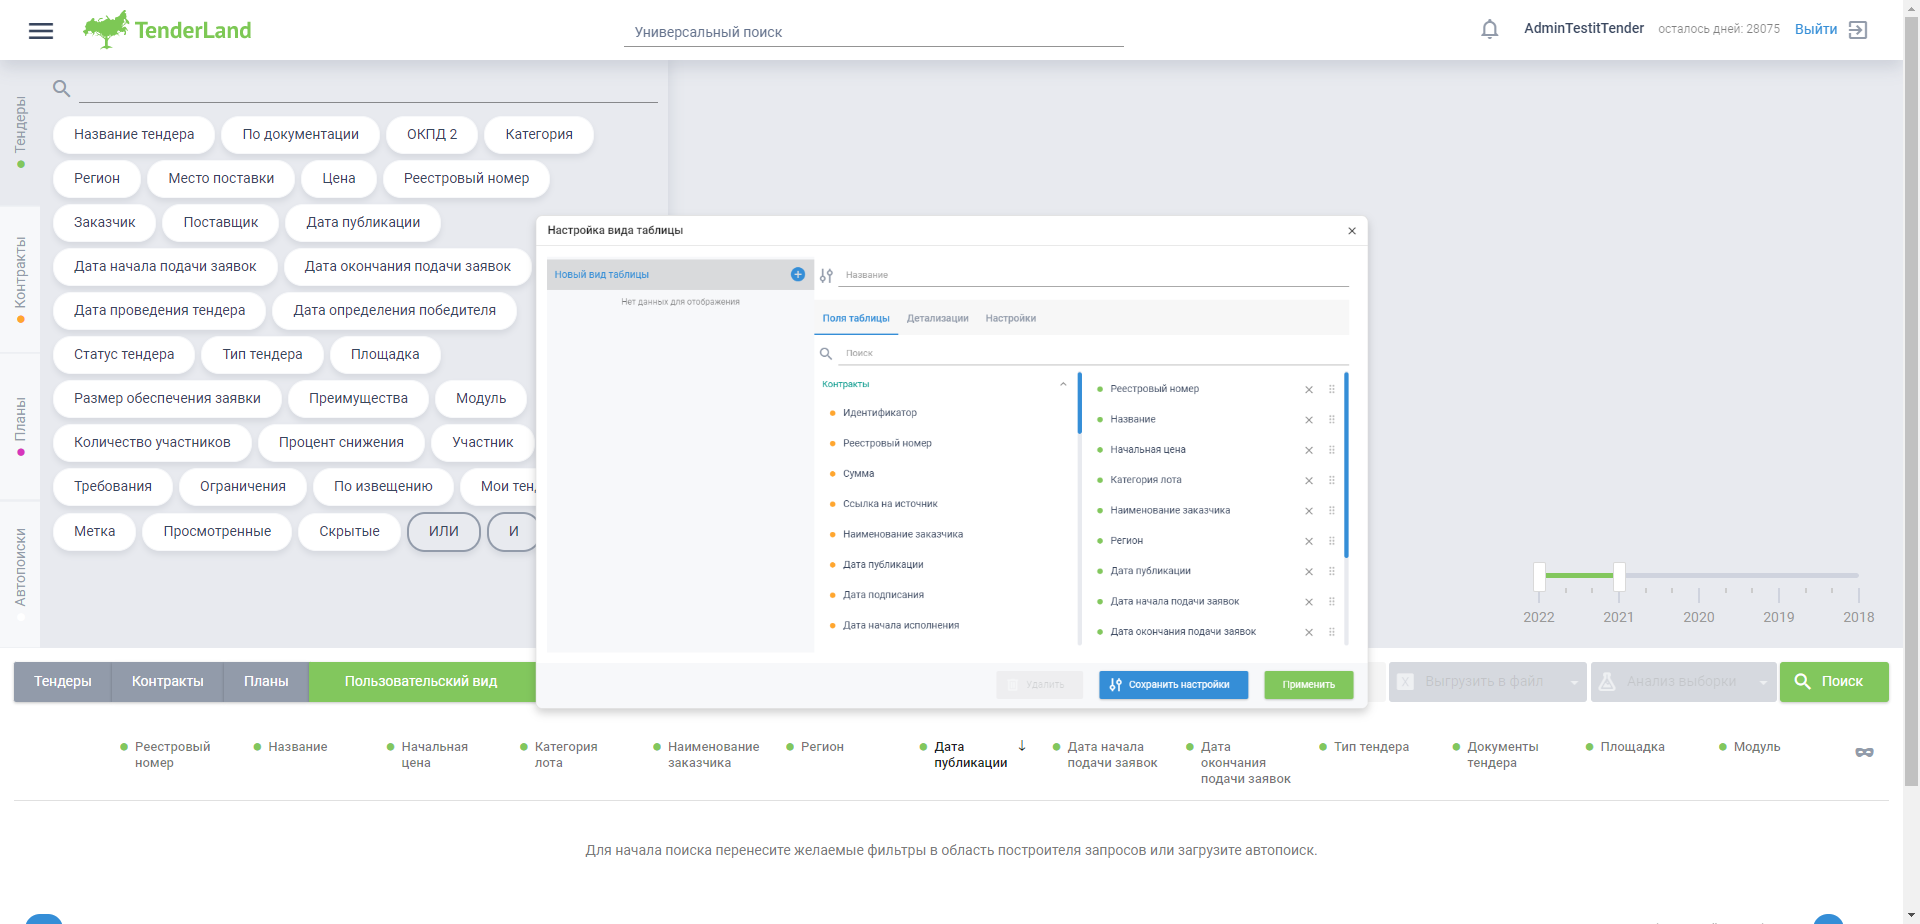 TenderLand
Универсальный поиск
AdminTestitTender
осталось дней: 28075
Выйти
Тендеры
Контракты
Планы
Автопоиски
Название тендера
По документации
ОКПД 2
Категория
Регион
Место поставки
Цена
Реестровый номер
Заказчик
Поставщик
Дата публикации
Дата начала подачи заявок
Дата окончания подачи заявок
Дата проведения тендера
Дата определения победителя
Статус тендера
Тип тендера
Площадка
Размер обеспечения заявки
Преимущества
Модуль
Количество участников
Процент снижения
Участник
Требования
Ограничения
По извещению
Мои тен
Метка
Просмотренные
Скрытые
ИЛИ
И
Настройка вида таблицы
Новый вид таблицы
Нет данных для отображения
Название
Поля таблицы
Детализации
Настройки
Поиск
Контракты
Идентификатор
Реестровый номер
Сумма
Ссылка на источник
Наименование заказчика
Дата публикации
Дата подписания
Дата начала исполнения
Реестровый номер
Название
Начальная цена
Категория лота
Наименование заказчика
Регион
Дата публикации
Дата начала подачи заявок
Дата окончания подачи заявок
Удалить
Сохранить настройки
Применить
2022
2021
2020
2019
2018
Тендеры
Контракты
Планы
Пользовательский вид
Выгрузить в файл
Анализ выборки
Поиск
Реестровый
номер
Название
Начальная
цена
Категория
лота
Наименование
заказчика
Регион
Дата
публикации
Дата начала
подачи заявок
Дата
окончания
подачи заявок
Тип тендера
Документы
тендера
Площадка
Модуль
Для начала поиска перенесите желаемые фильтры в область построителя запросов или загрузите автопоиск.